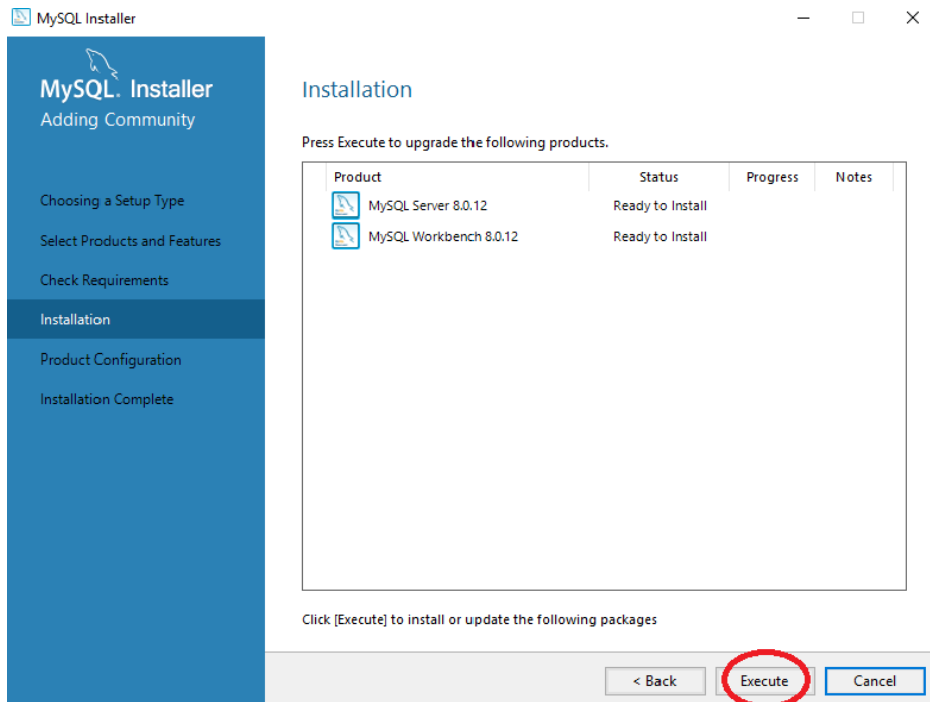 MySQL Installer
MySQL. Installer
Adding Community
Choosing a Setup Type
Select Products and Features
Check Requirements
Installation
Product Configuration
Installation Complete
Installation
Press Execute to upgrade the following products.
Product Status Progress Notes
MySQL Server 8.0.12 Ready to Install
MySQL Workbench 8.0.12 Ready to Install
Click [Execute] to install or update the following packages
< Back Execute Cancel